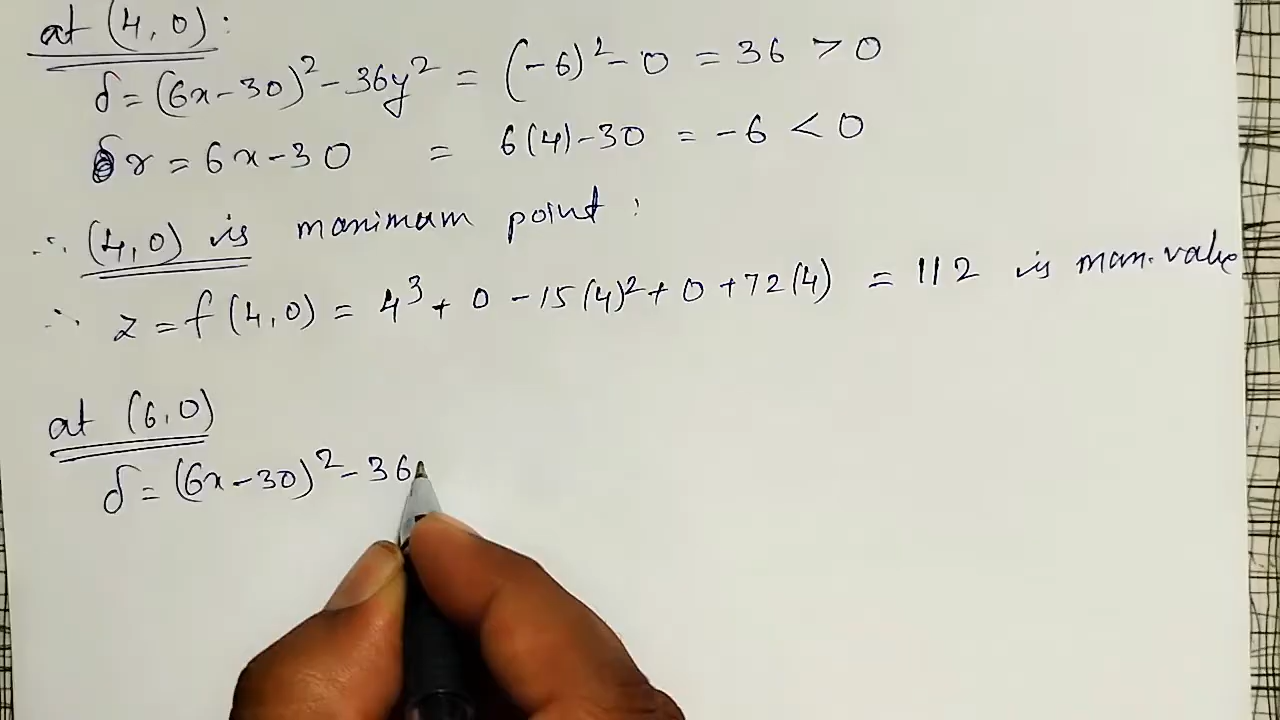 at (4, 0) :
δ = (6x-30)² - 36y² = (-6)² - 0 = 36 > 0
r = 6x-30 = 6(4)-30 = -6 < 0
∴ (4,0) is maximum point :
∴ z = f(4,0) = 4³ + 0 - 15(4)² + 0 + 72(4) = 112 is max. value
at (6,0)
δ = (6x-30)² - 36